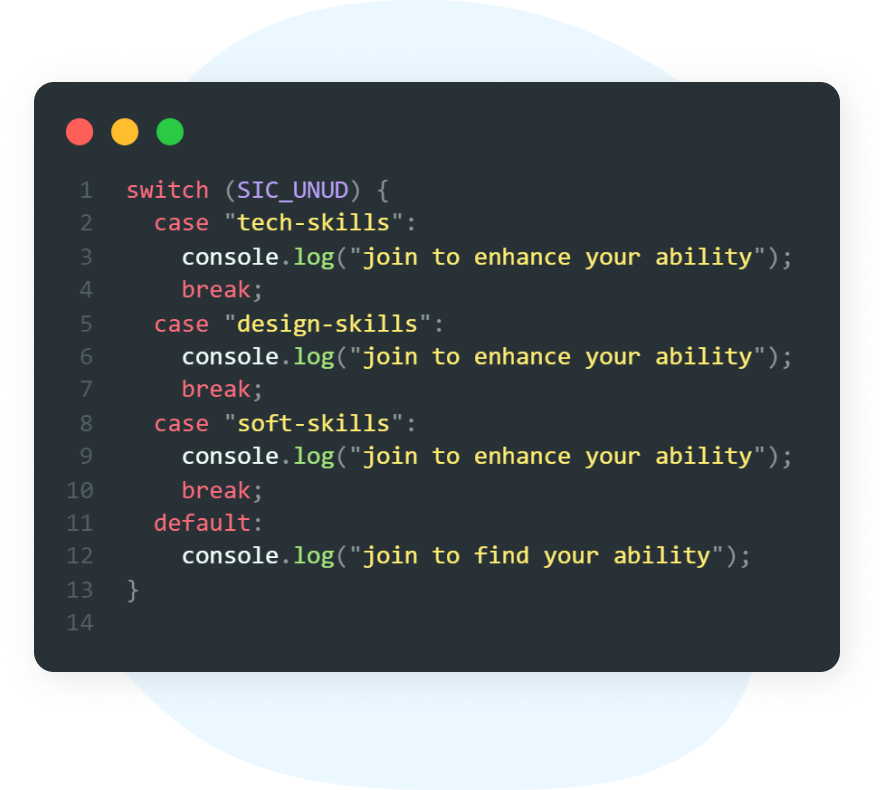 1 switch (SIC_UNUD) {
2   case "tech-skills":
3     console.log("join to enhance your ability");
4     break;
5   case "design-skills":
6     console.log("join to enhance your ability");
7     break;
8   case "soft-skills":
9     console.log("join to enhance your ability");
10     break;
11   default:
12     console.log("join to find your ability");
13 }
14